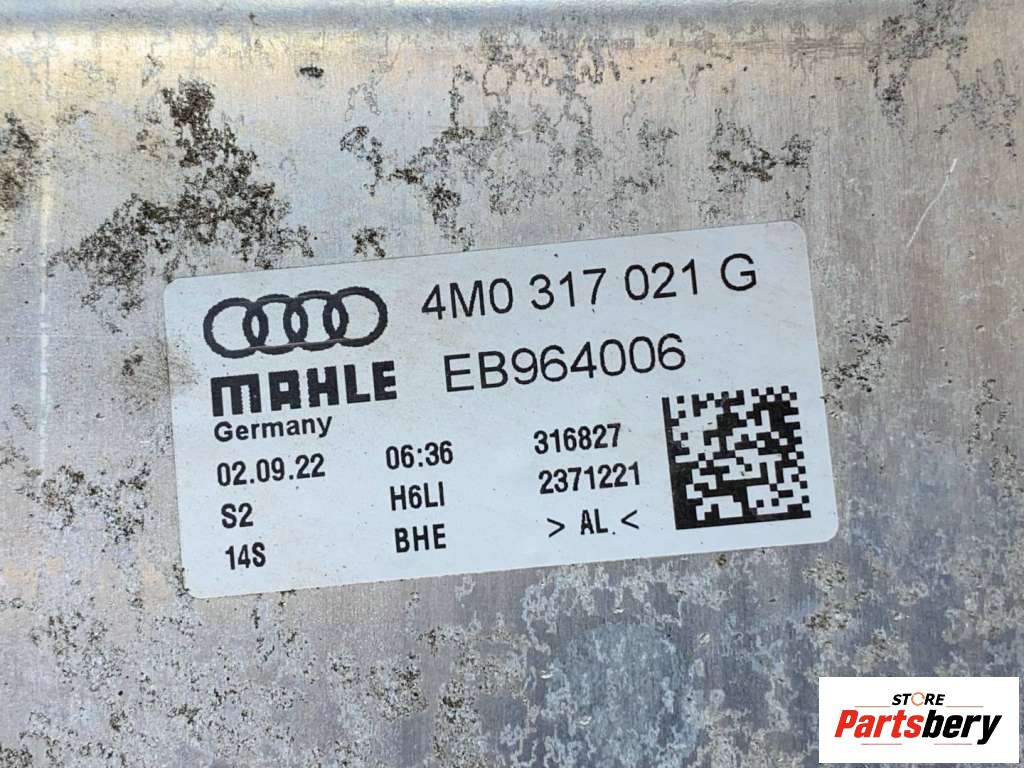 4M0 317 021 G
MAHLE EB964006
Germany
02.09.22 06:36 316827
S2 H6LI 2371221
14S BHE > AL <
STORE
Partsbery